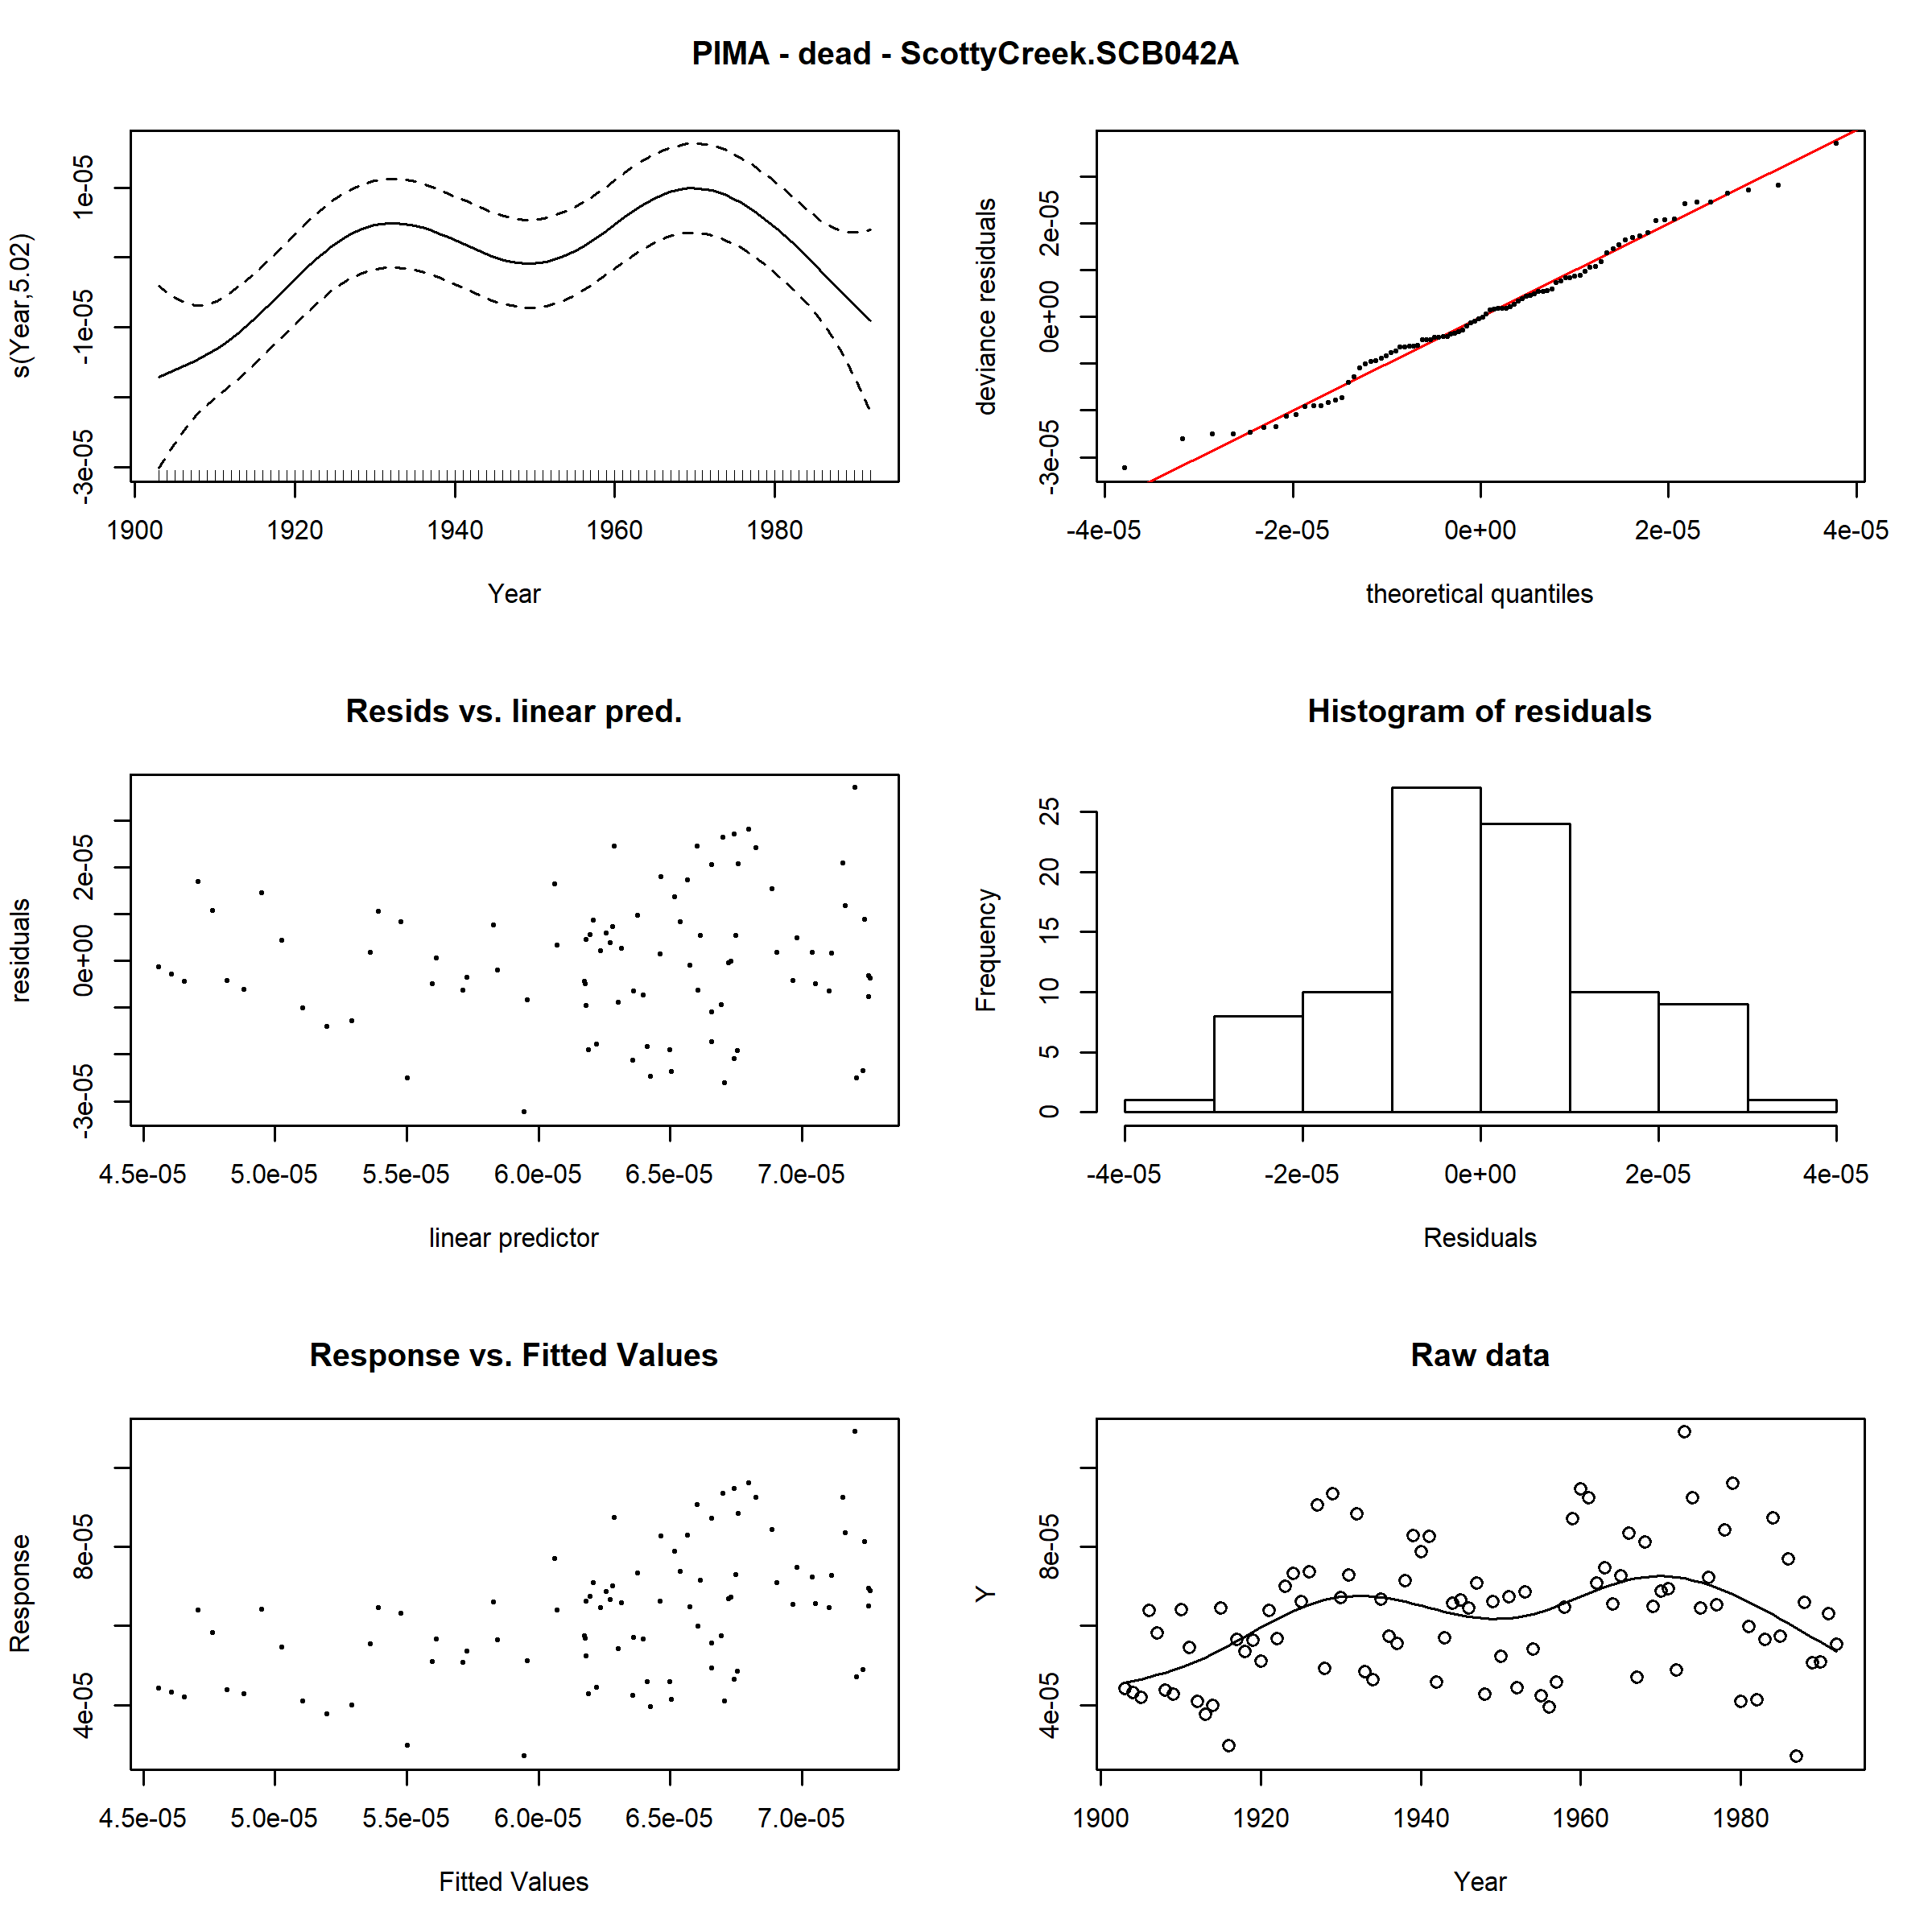 PIMA - dead - ScottyCreek.SCB042A
s(Year,5.02)
-3e-05 -1e-05 1e-05
1900 1920 1940 1960 1980
Year
deviance residuals
-3e-05 0e+00 2e-05
-4e-05 -2e-05 0e+00 2e-05 4e-05
theoretical quantiles
Resids vs. linear pred.
residuals
-3e-05 0e+00 2e-05
4.5e-05 5.0e-05 5.5e-05 6.0e-05 6.5e-05 7.0e-05
linear predictor
Histogram of residuals
Frequency
0 5 10 15 20 25
-4e-05 -2e-05 0e+00 2e-05 4e-05
Residuals
Response vs. Fitted Values
Response
4e-05 8e-05
4.5e-05 5.0e-05 5.5e-05 6.0e-05 6.5e-05 7.0e-05
Fitted Values
Raw data
Y
4e-05 8e-05
1900 1920 1940 1960 1980
Year